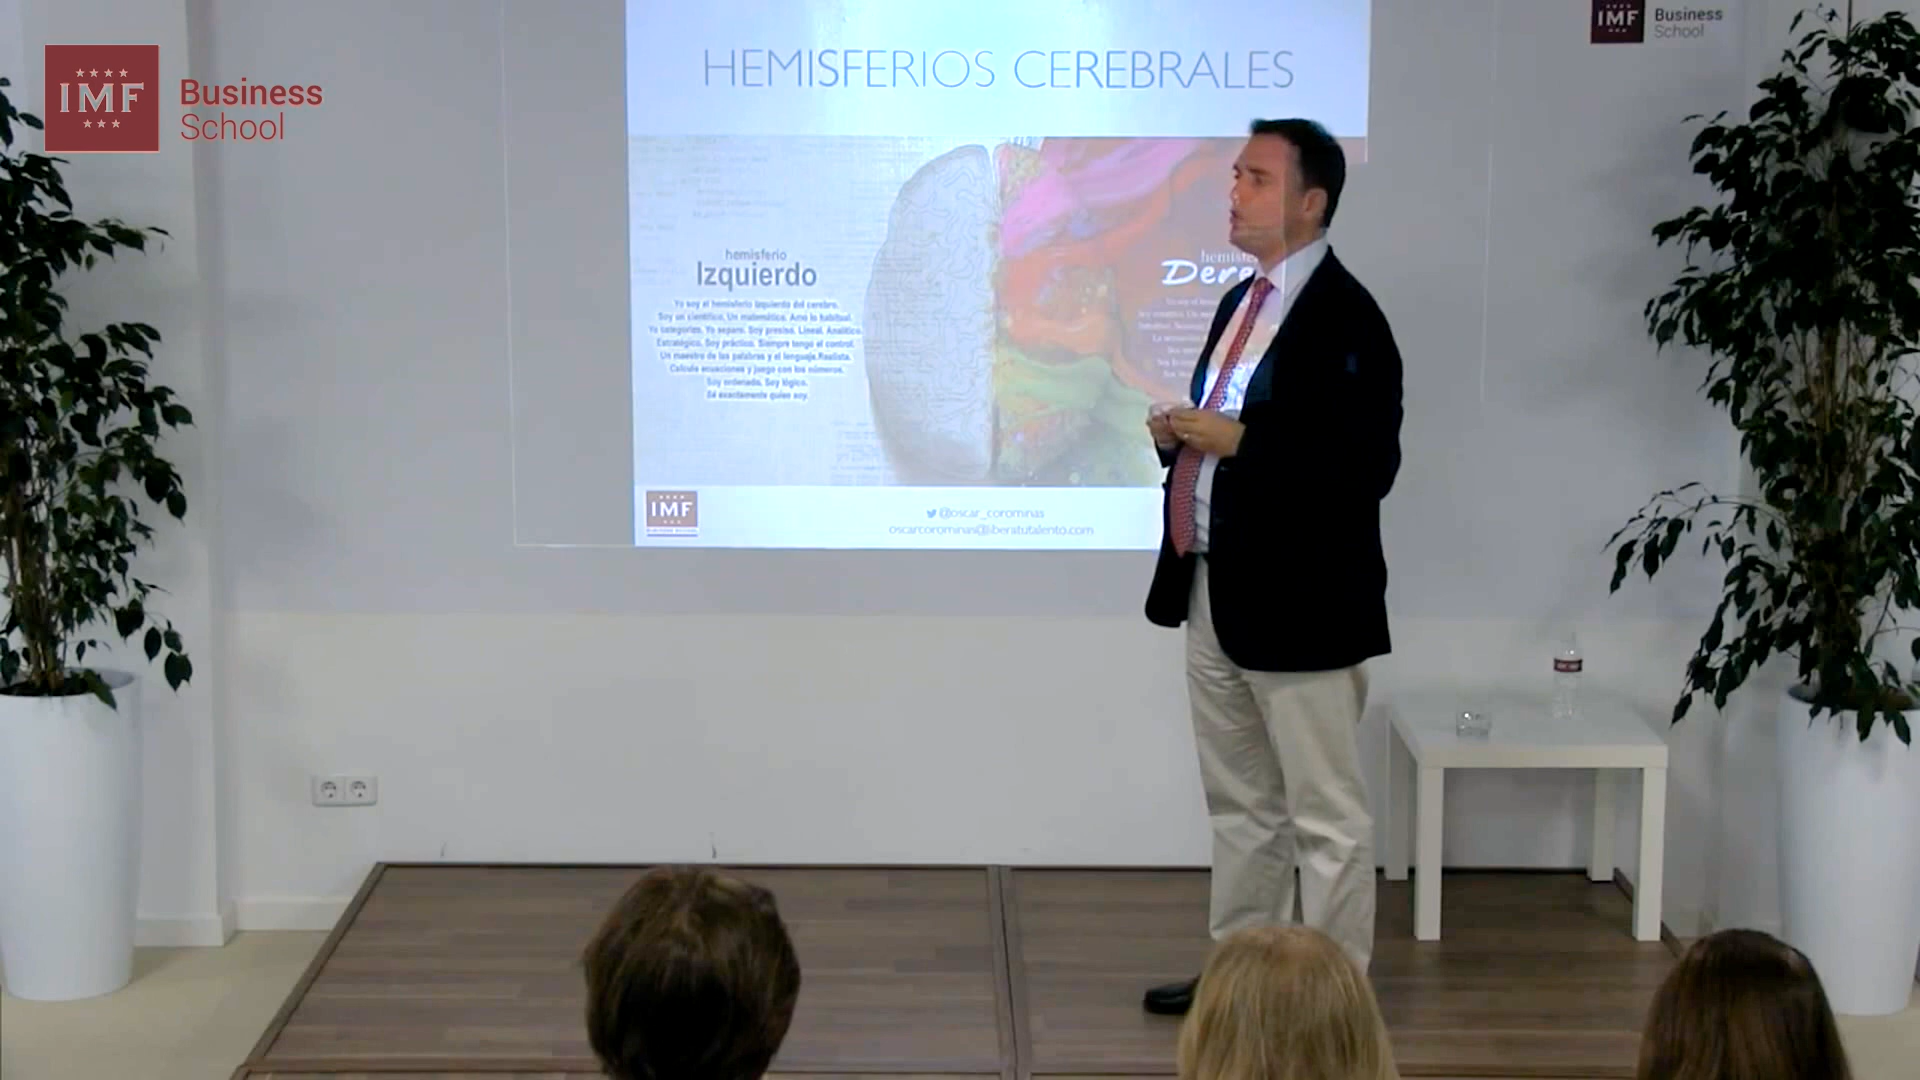 IMF
Business
School
IMF
Business
School
HEMISFERIOS CEREBRALES
hemisferio
Izquierdo
Yo soy el hemisferio izquierdo del cerebro.
Soy un científico. Un matemático. Amo lo habitual.
Yo categorizo. Yo separo. Soy preciso. Lineal. Analítico.
Estratégico. Soy práctico. Siempre tengo el control.
Un maestro de las palabras y el lenguaje. Realista.
Calculo ecuaciones y juego con los números.
Soy ordenado. Soy lógico.
Sé exactamente quien soy.
IMF
@oscar_corominas
oscarcorominas@liberatutalento.com